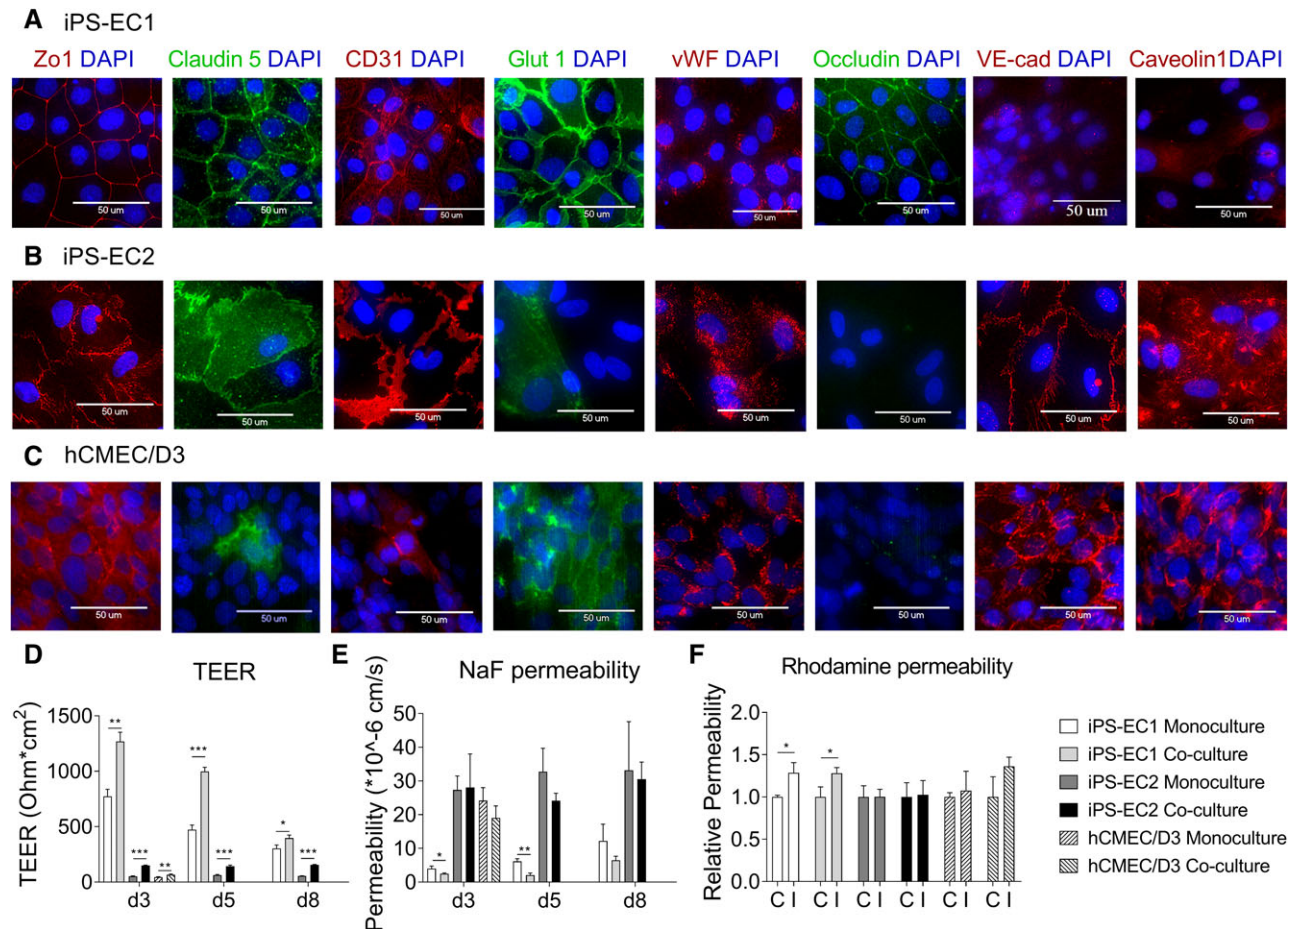 A iPS-EC1
Zo1 DAPI Claudin 5 DAPI CD31 DAPI Glut 1 DAPI vWF DAPI Occludin DAPI VE-cad DAPI Caveolin1DAPI
50 um 50 um 50 um 50 um 50 um 50 um 50 um 50 um
B iPS-EC2
50 um 50 um 50 um 50 um 50 um 50 um 50 um 50 um
C hCMEC/D3
50 um 50 um 50 um 50 um 50 um 50 um 50 um 50 um
D TEER
TEER (Ohm*cm^2)
1500
1000
500
0
** *** ** *** *** * ***
d3 d5 d8
E NaF permeability
Permeability (*10^-6 cm/s)
50
40
30
20
10
0
* **
d3 d5 d8
F Rhodamine permeability
Relative Permeability
2.0
1.5
1.0
0.5
0.0
* *
C I C I C I C I C I C I
iPS-EC1 Monoculture
iPS-EC1 Co-culture
iPS-EC2 Monoculture
iPS-EC2 Co-culture
hCMEC/D3 Monoculture
hCMEC/D3 Co-culture